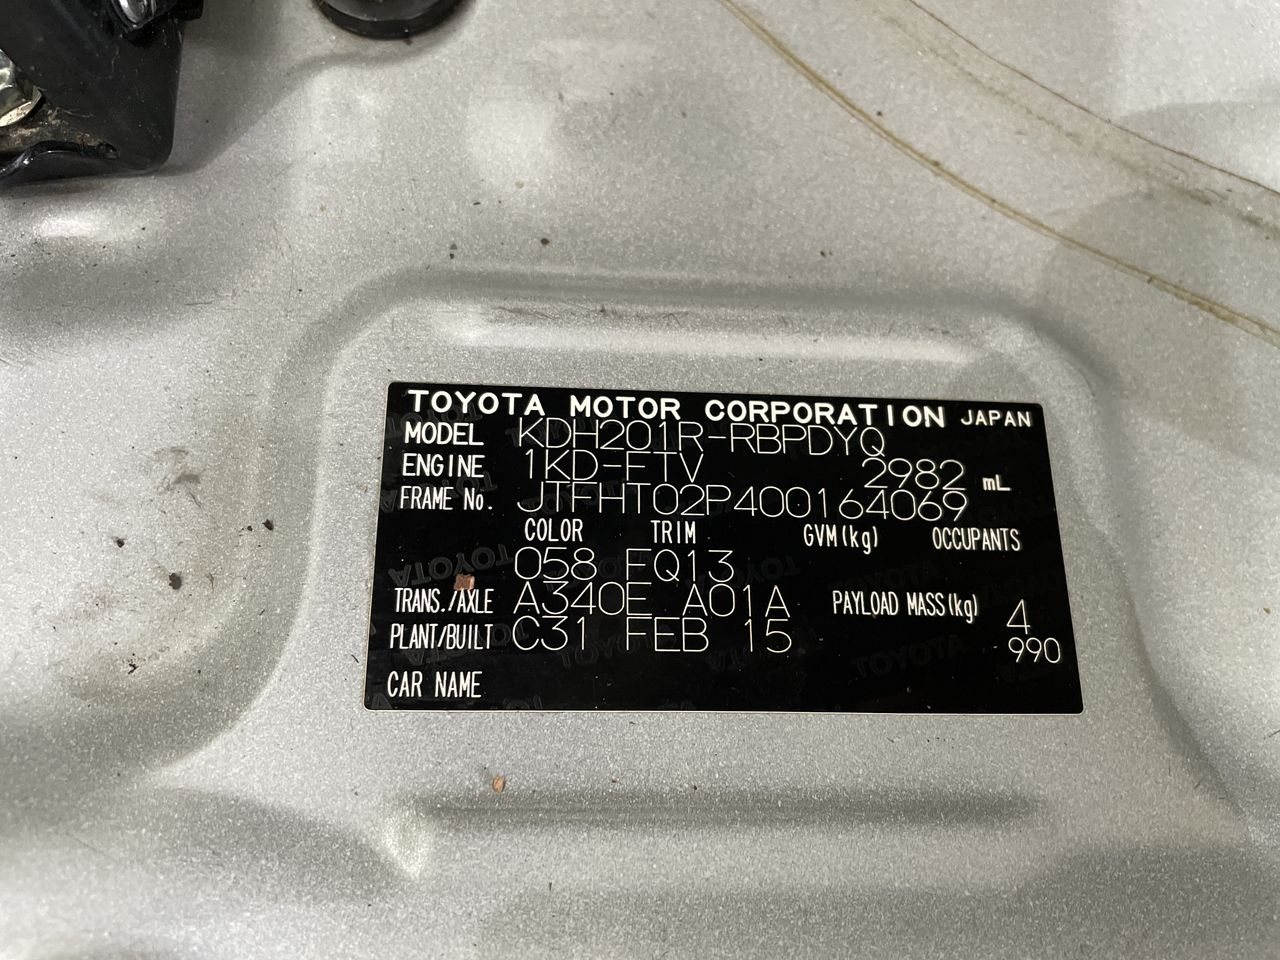 TOYOTA MOTOR CORPORATION JAPAN
MODEL KDH201R-RBPDYQ
ENGINE 1KD-FTV 2982 mL
FRAME No. JTFHT02P400164069
COLOR TRIM GVM(kg) OCCUPANTS
058 FQ13
TRANS./AXLE A340E A01A PAYLOAD MASS(kg) 4
PLANT/BUILT C31 FEB 15 990
CAR NAME